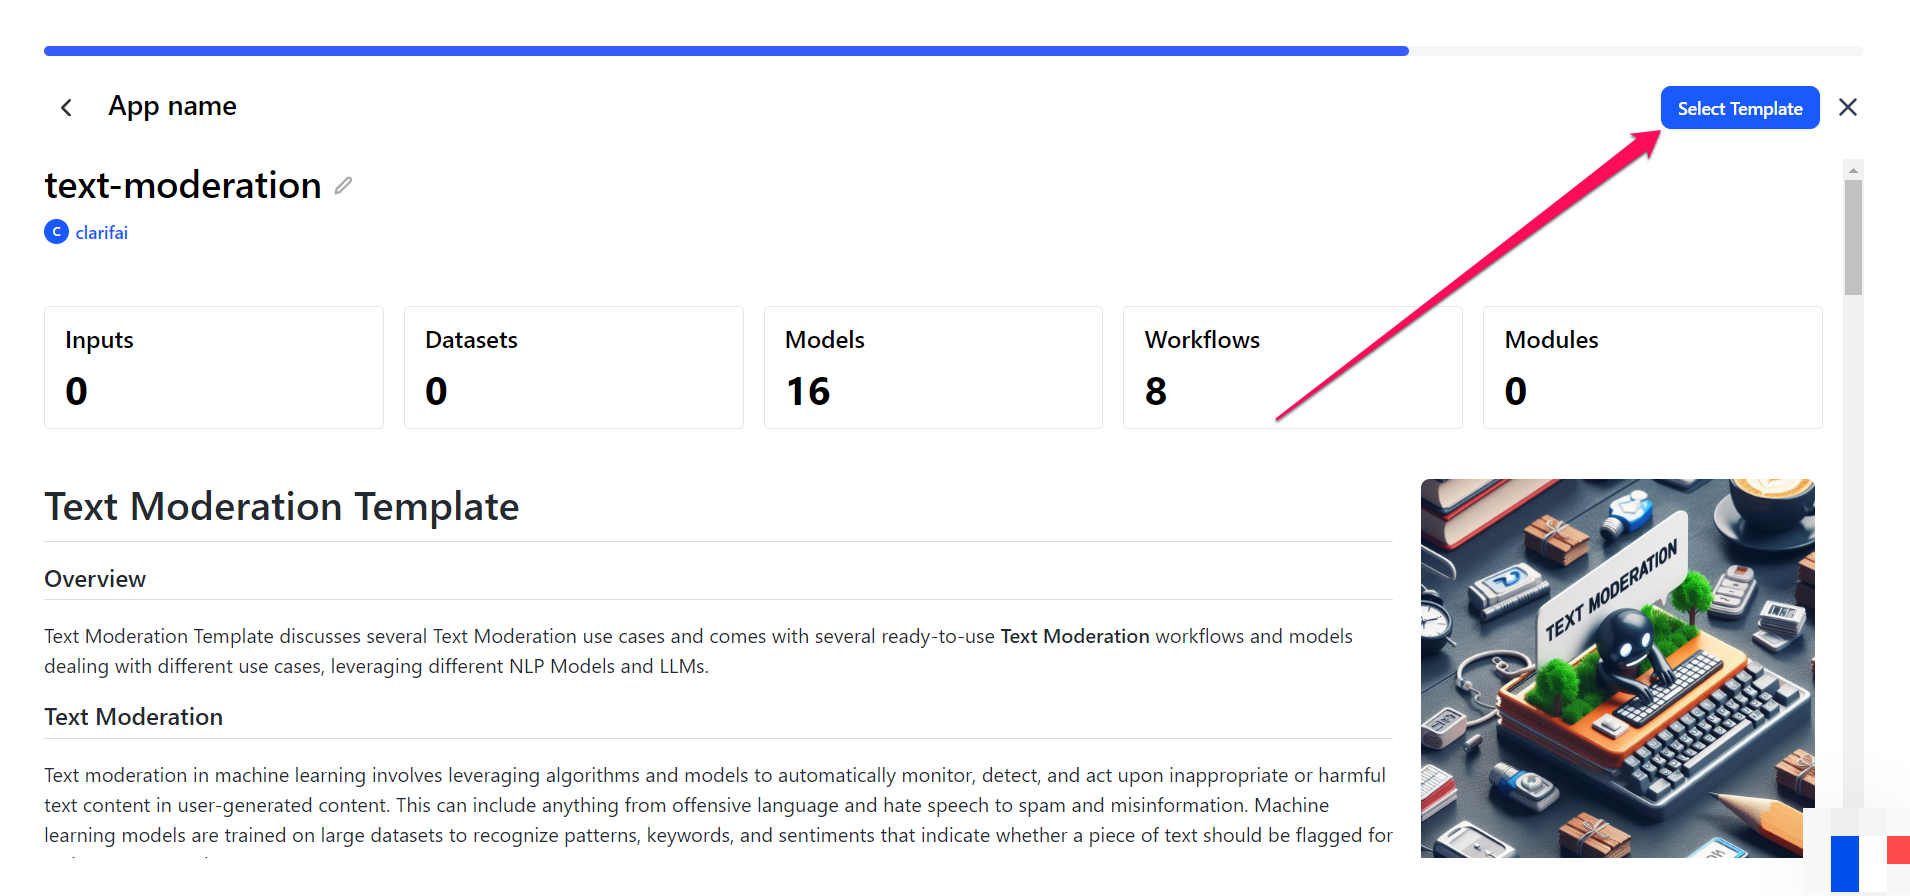 App name
Select Template
text-moderation
C clarifai
Inputs
0
Datasets
0
Models
16
Workflows
8
Modules
0
Text Moderation Template
Overview
Text Moderation Template discusses several Text Moderation use cases and comes with several ready-to-use Text Moderation workflows and models
dealing with different use cases, leveraging different NLP Models and LLMs.
Text Moderation
Text moderation in machine learning involves leveraging algorithms and models to automatically monitor, detect, and act upon inappropriate or harmful
text content in user-generated content. This can include anything from offensive language and hate speech to spam and misinformation. Machine
learning models are trained on large datasets to recognize patterns, keywords, and sentiments that indicate whether a piece of text should be flagged for
TEXT MODERATION